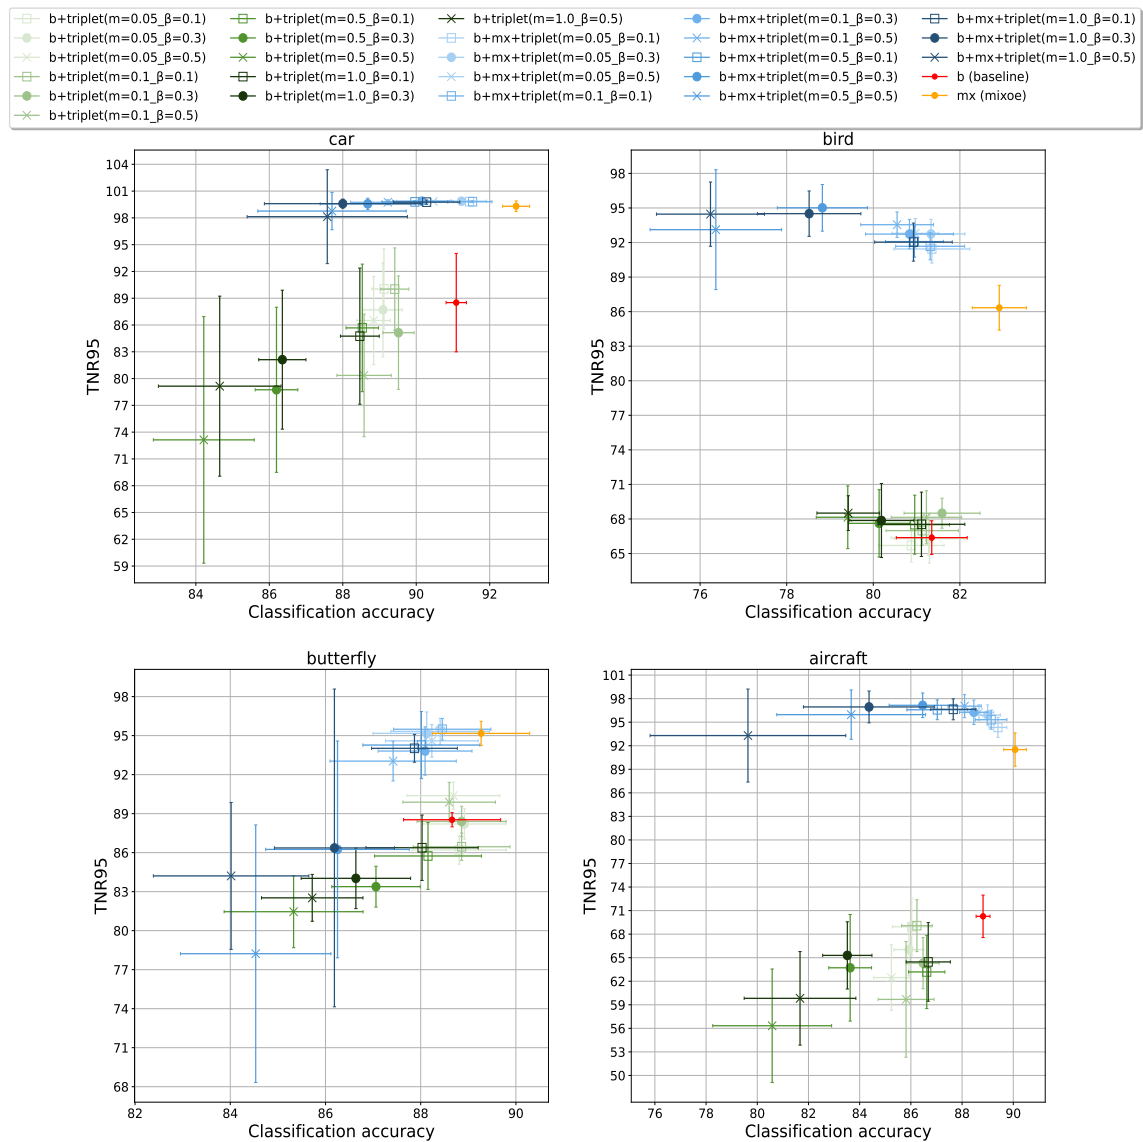 b+triplet(m=0.05_β=0.1)
b+triplet(m=0.05_β=0.3)
b+triplet(m=0.05_β=0.5)
b+triplet(m=0.1_β=0.1)
b+triplet(m=0.1_β=0.3)
b+triplet(m=0.1_β=0.5)
b+triplet(m=0.5_β=0.1)
b+triplet(m=0.5_β=0.3)
b+triplet(m=0.5_β=0.5)
b+triplet(m=1.0_β=0.1)
b+triplet(m=1.0_β=0.3)
b+triplet(m=1.0_β=0.5)
b+mx+triplet(m=0.05_β=0.1)
b+mx+triplet(m=0.05_β=0.3)
b+mx+triplet(m=0.05_β=0.5)
b+mx+triplet(m=0.1_β=0.1)
b+mx+triplet(m=0.1_β=0.3)
b+mx+triplet(m=0.1_β=0.5)
b+mx+triplet(m=0.5_β=0.1)
b+mx+triplet(m=0.5_β=0.3)
b+mx+triplet(m=0.5_β=0.5)
b+mx+triplet(m=1.0_β=0.1)
b+mx+triplet(m=1.0_β=0.3)
b+mx+triplet(m=1.0_β=0.5)
b (baseline)
mx (mixoe)
car
104
101
98
95
92
89
86
83
80
77
74
71
68
65
62
59
TNR95
84 86 88 90 92
Classification accuracy
bird
98
95
92
89
86
83
80
77
74
71
68
65
TNR95
76 78 80 82
Classification accuracy
butterfly
98
95
92
89
86
83
80
77
74
71
68
TNR95
82 84 86 88 90
Classification accuracy
aircraft
101
98
95
92
89
86
83
80
77
74
71
68
65
62
59
56
53
50
TNR95
76 78 80 82 84 86 88 90
Classification accuracy